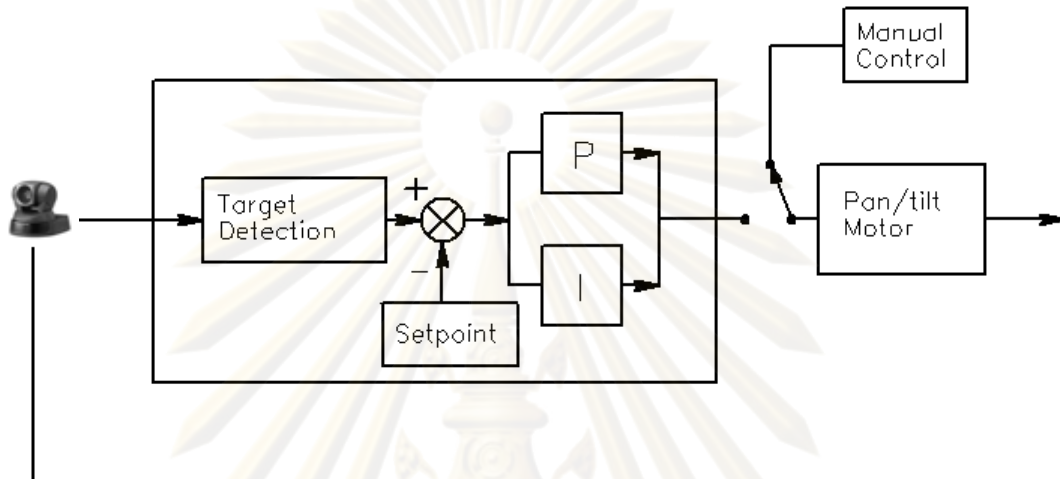 Manual
Control
P
+
Target
Detection
Pan/tilt
Motor
-
I
Setpoint